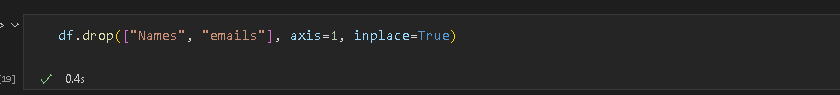 df.drop(["Names", "emails"], axis=1, inplace=True)
[19]
0.4s